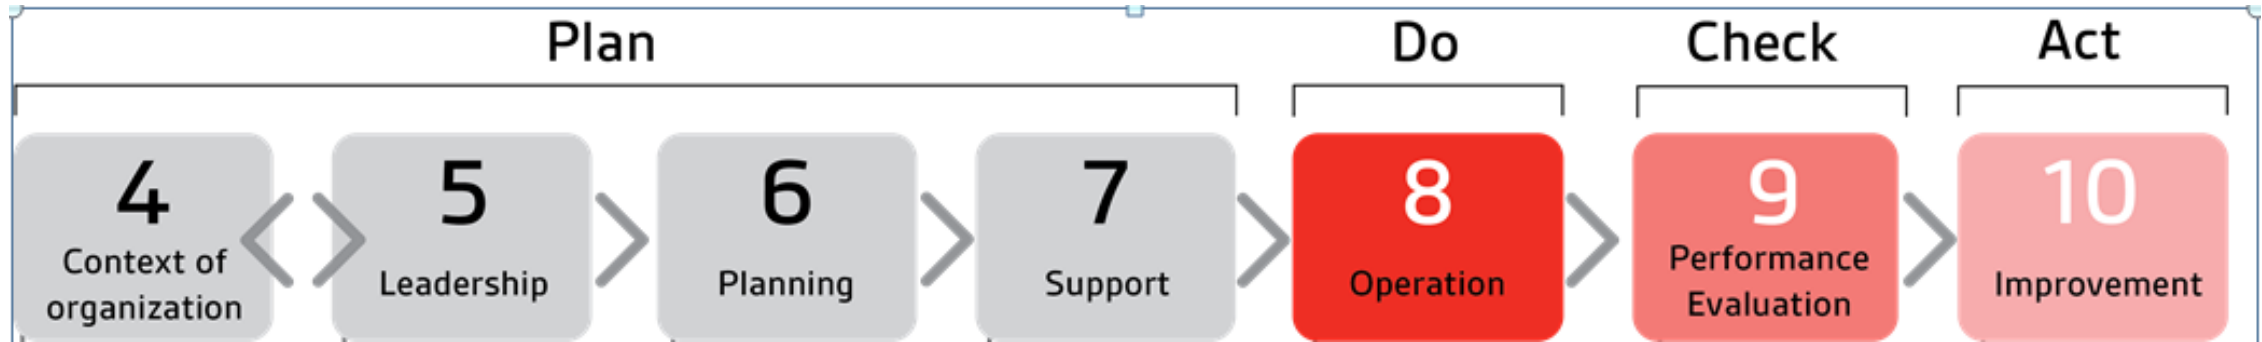 Plan
Do
Check
Act
4
Context of
organization
5
Leadership
6
Planning
7
Support
8
Operation
9
Performance
Evaluation
10
Improvement